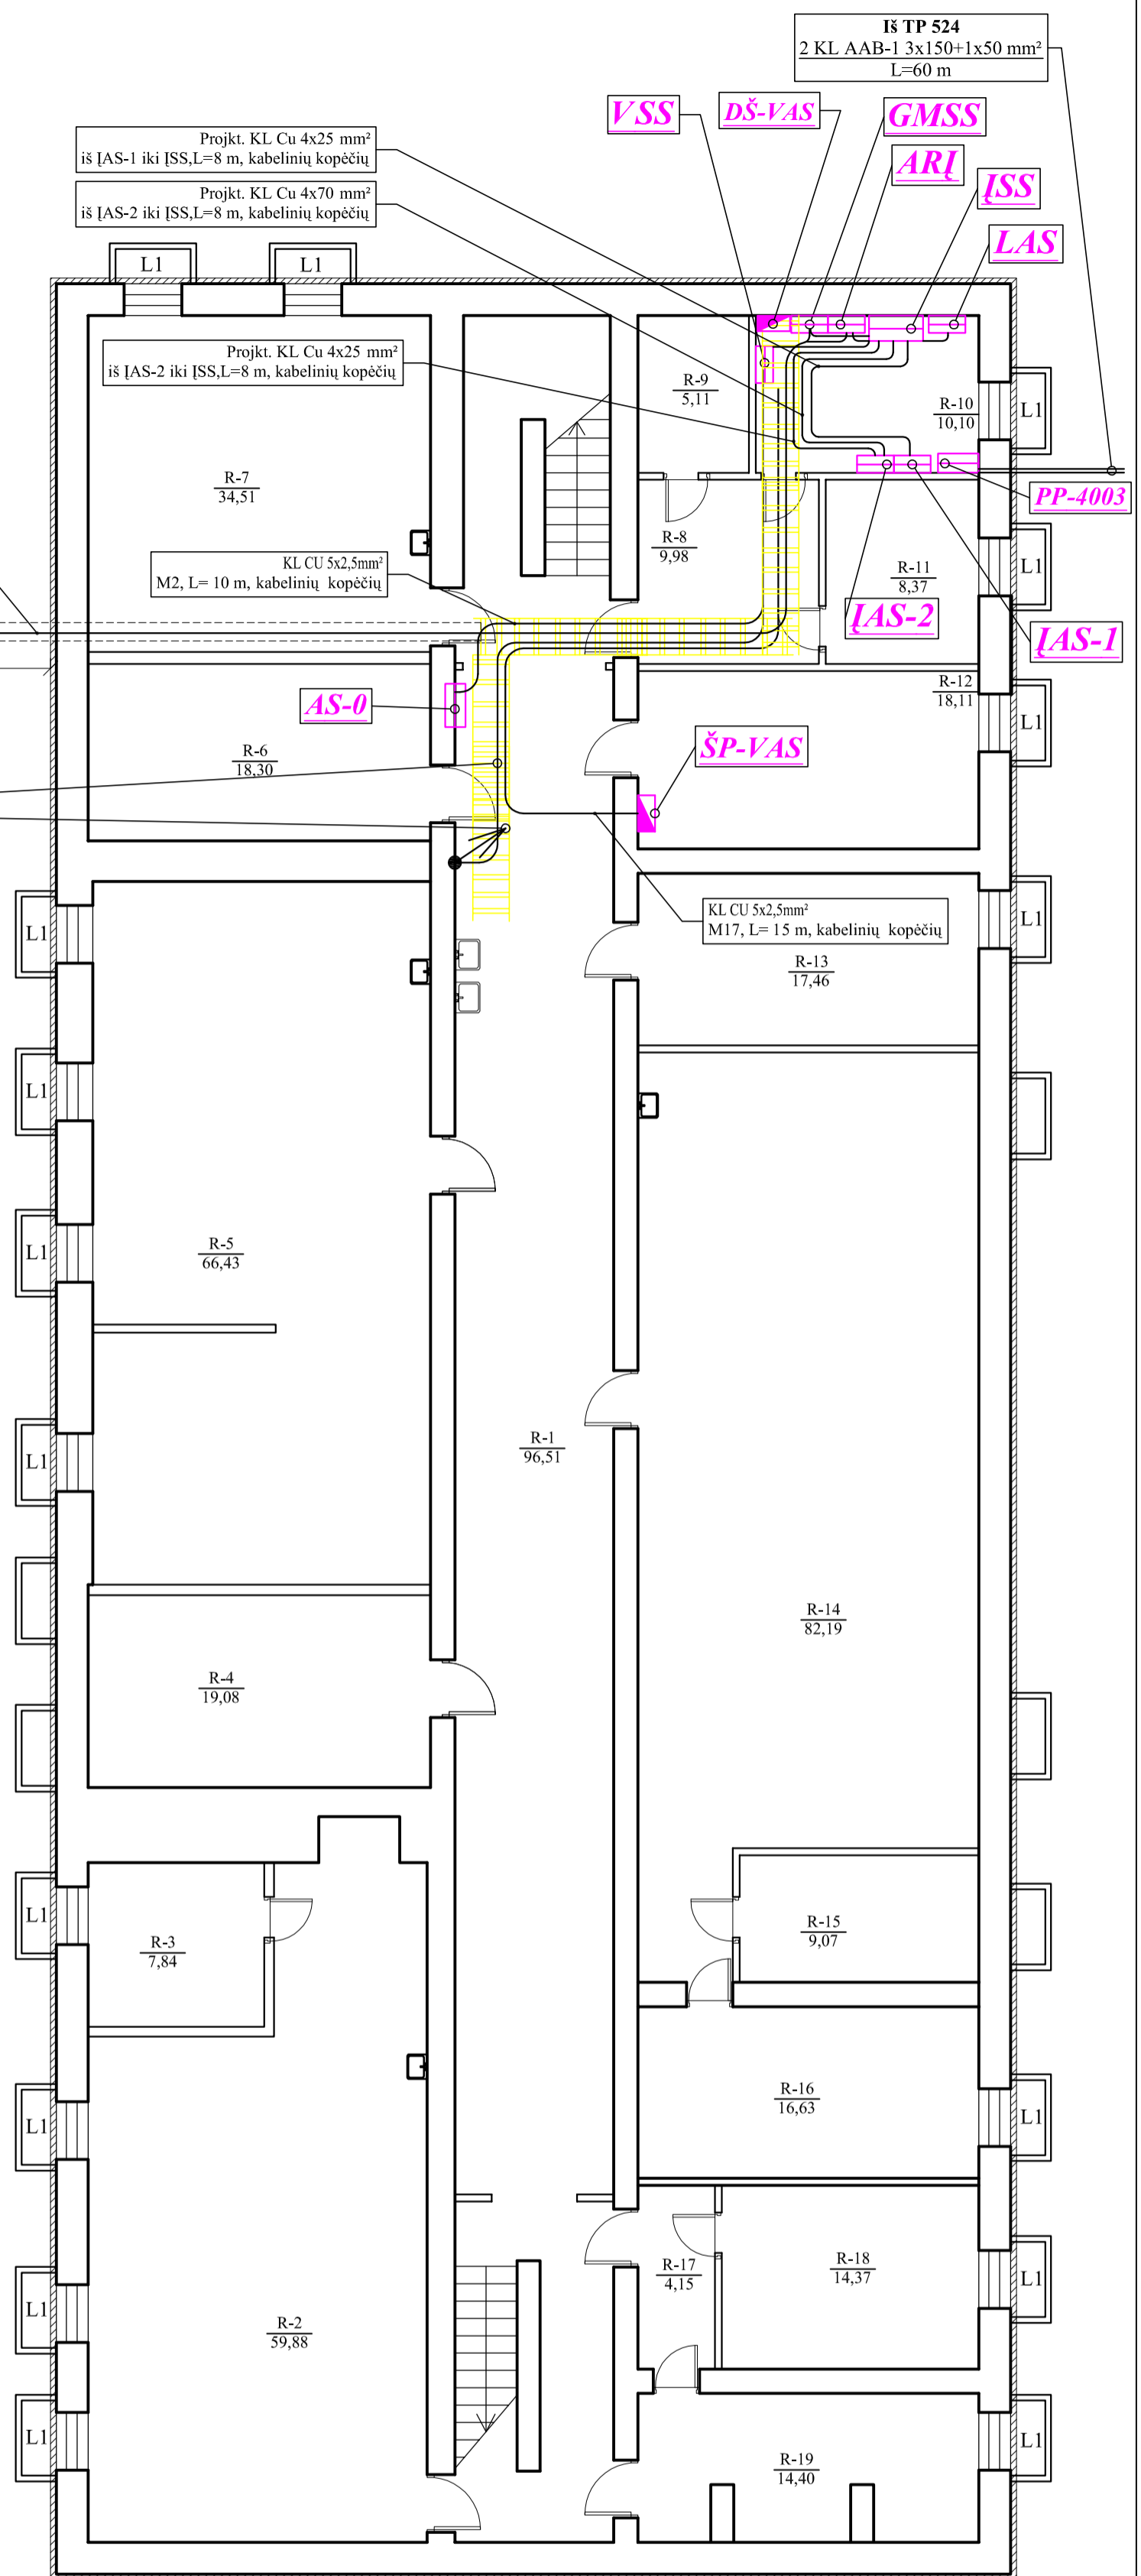 Iš TP 524
2 KL AAB-1 3x150+1x50 mm²
L=60 m
VSS
DŠ-VAS
GMSS
ARĮ
ĮSS
LAS
Projkt. KL Cu 4x25 mm²
iš ĮAS-1 iki ĮSS,L=8 m, kabelinių kopėčių
Projkt. KL Cu 4x70 mm²
iš ĮAS-2 iki ĮSS,L=8 m, kabelinių kopėčių
L1
L1
Projkt. KL Cu 4x25 mm²
iš ĮAS-2 iki ĮSS,L=8 m, kabelinių kopėčių
R-9
5,11
R-10
10,10
L1
R-7
34,51
PP-4003
R-8
9,98
KL CU 5x2,5mm²
M2, L= 10 m, kabelinių kopėčių
R-11
8,37
L1
ĮAS-2
ĮAS-1
AS-0
R-12
18,11
L1
R-6
18,30
ŠP-VAS
KL CU 5x2,5mm²
M17, L= 15 m, kabelinių kopėčių
L1
L1
R-13
17,46
L1
R-5
66,43
L1
R-1
96,51
L1
R-14
82,19
R-4
19,08
L1
R-3
7,84
R-15
9,07
R-16
16,63
L1
L1
R-17
4,15
R-18
14,37
L1
L1
R-2
59,88
L1
R-19
14,40
L1